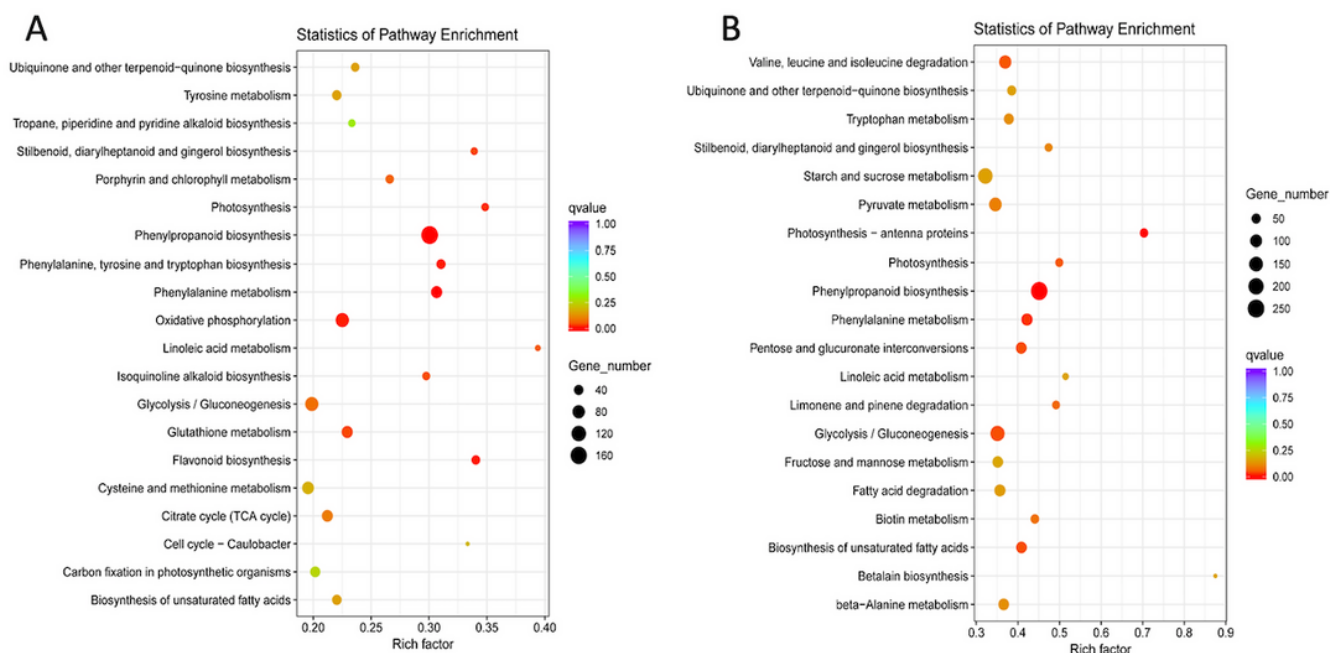 A
Statistics of Pathway Enrichment
Ubiquinone and other terpenoid−quinone biosynthesis
Tyrosine metabolism
Tropane, piperidine and pyridine alkaloid biosynthesis
Stilbenoid, diarylheptanoid and gingerol biosynthesis
Porphyrin and chlorophyll metabolism
Photosynthesis
Phenylpropanoid biosynthesis
Phenylalanine, tyrosine and tryptophan biosynthesis
Phenylalanine metabolism
Oxidative phosphorylation
Linoleic acid metabolism
Isoquinoline alkaloid biosynthesis
Glycolysis / Gluconeogenesis
Glutathione metabolism
Flavonoid biosynthesis
Cysteine and methionine metabolism
Citrate cycle (TCA cycle)
Cell cycle − Caulobacter
Carbon fixation in photosynthetic organisms
Biosynthesis of unsaturated fatty acids
0.20 0.25 0.30 0.35 0.40
Rich factor
qvalue
1.00
0.75
0.50
0.25
0.00
Gene_number
40
80
120
160
B
Statistics of Pathway Enrichment
Valine, leucine and isoleucine degradation
Ubiquinone and other terpenoid−quinone biosynthesis
Tryptophan metabolism
Stilbenoid, diarylheptanoid and gingerol biosynthesis
Starch and sucrose metabolism
Pyruvate metabolism
Photosynthesis − antenna proteins
Photosynthesis
Phenylpropanoid biosynthesis
Phenylalanine metabolism
Pentose and glucuronate interconversions
Linoleic acid metabolism
Limonene and pinene degradation
Glycolysis / Gluconeogenesis
Fructose and mannose metabolism
Fatty acid degradation
Biotin metabolism
Biosynthesis of unsaturated fatty acids
Betalain biosynthesis
beta−Alanine metabolism
0.3 0.4 0.5 0.6 0.7 0.8 0.9
Rich factor
Gene_number
50
100
150
200
250
qvalue
1.00
0.75
0.50
0.25
0.00